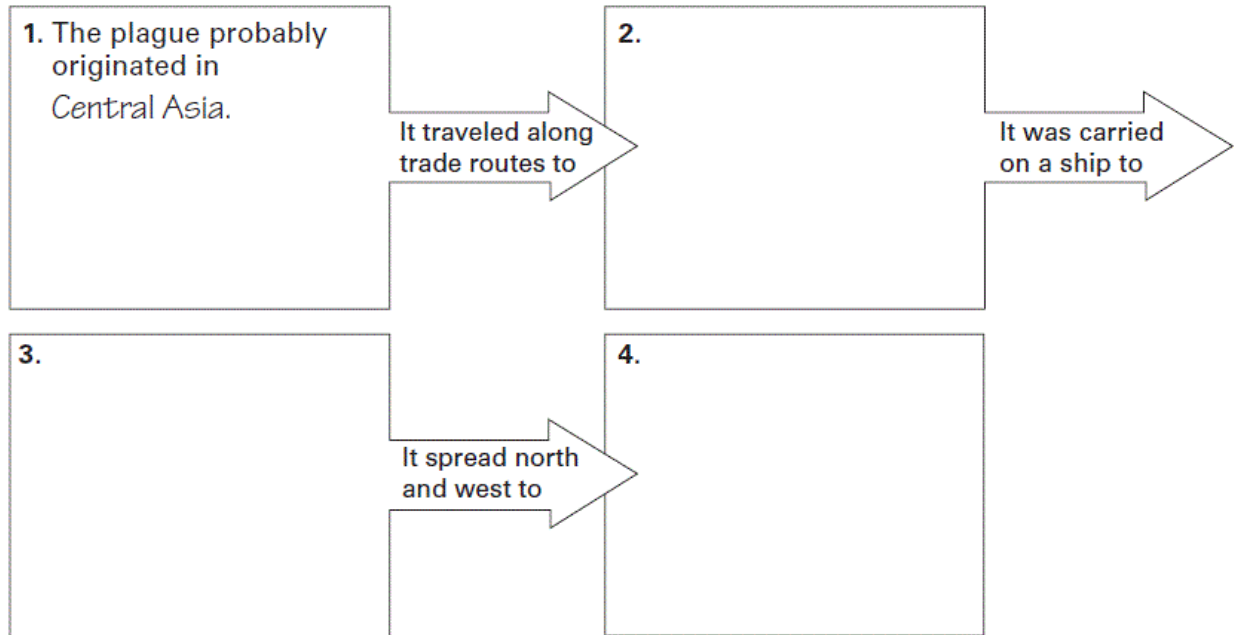 1. The plague probably
originated in
Central Asia.
It traveled along
trade routes to
2.
It was carried
on a ship to
3.
It spread north
and west to
4.